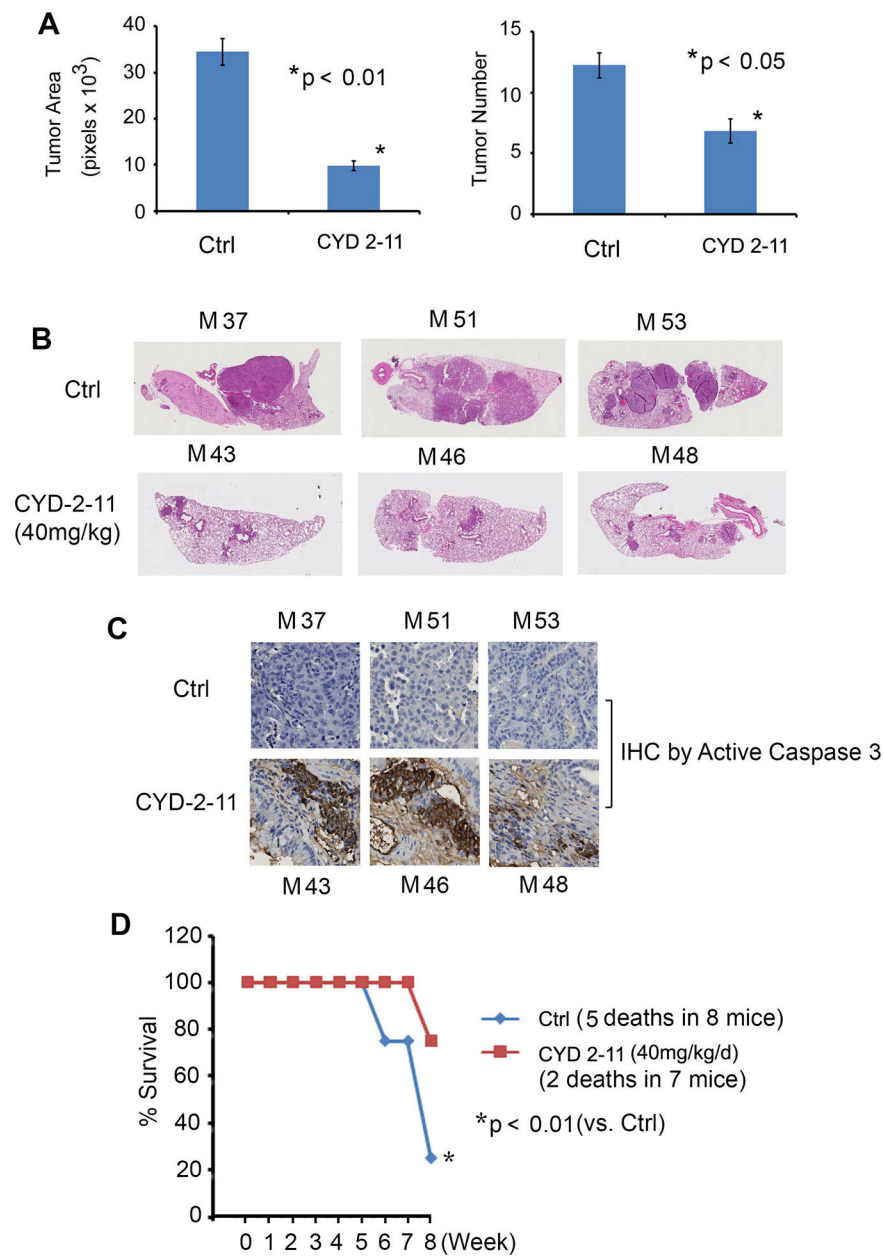 A
Tumor Area
(pixels x 10³)
40
30
20
10
0
*p < 0.01
*
Ctrl
CYD 2-11
Tumor Number
15
12
5
0
*p < 0.05
*
Ctrl
CYD 2-11
B
M 37
M 51
M 53
Ctrl
M 43
M 46
M 48
CYD-2-11
(40mg/kg)
C
M 37
M 51
M 53
Ctrl
IHC by Active Caspase 3
CYD-2-11
M 43
M 46
M 48
D
% Survival
120
100
80
60
40
20
0
0 1 2 3 4 5 6 7 8 (Week)
*
Ctrl (5 deaths in 8 mice)
CYD 2-11 (40mg/kg/d)
(2 deaths in 7 mice)
*p < 0.01(vs. Ctrl)